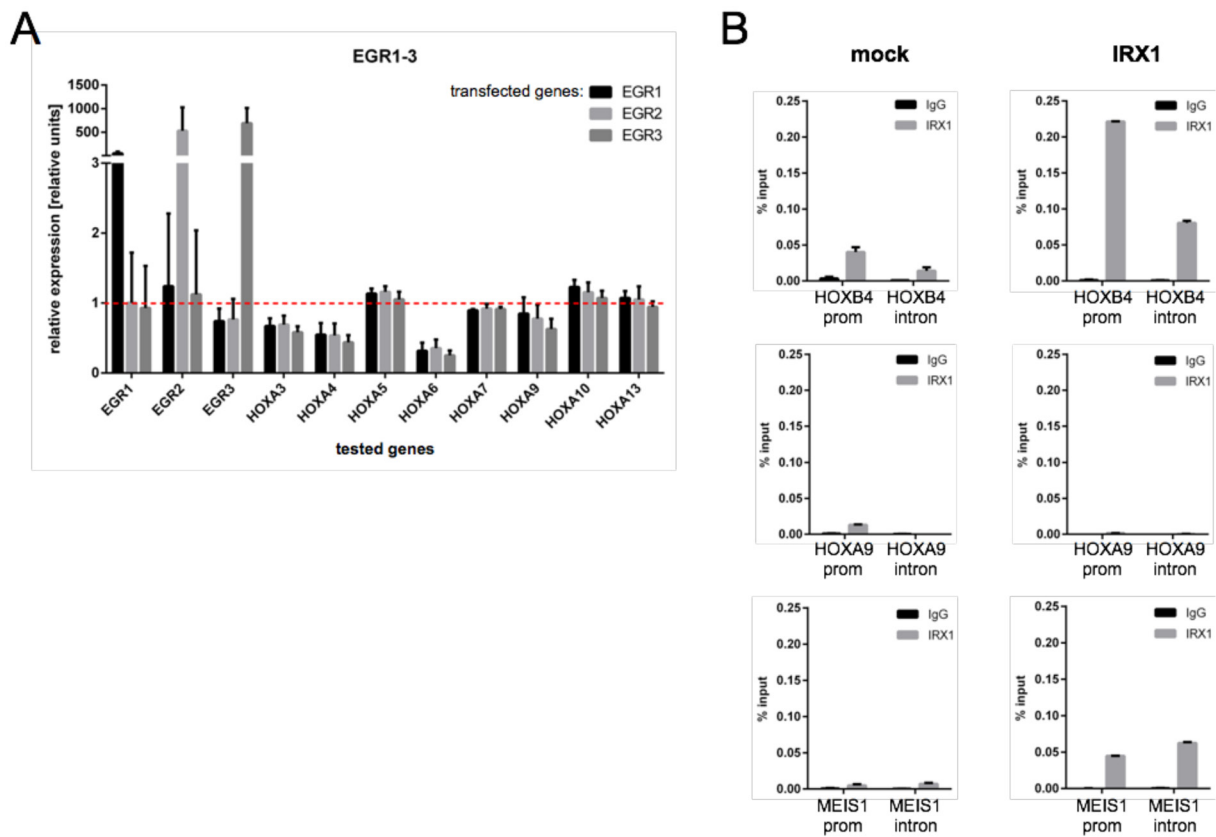 A
EGR1-3
transfected genes:
EGR1
EGR2
EGR3
relative expression [relative units]
1500
1000
500
3
2
1
0
EGR1
EGR2
EGR3
HOXA3
HOXA4
HOXA5
HOXA6
HOXA7
HOXA9
HOXA10
HOXA13
tested genes
B
mock
IRX1
% input
0.25
0.20
0.15
0.10
0.05
0.00
IgG
IRX1
HOXB4 HOXB4
prom intron
% input
0.25
0.20
0.15
0.10
0.05
0.00
IgG
IRX1
HOXB4 HOXB4
prom intron
% input
0.25
0.20
0.15
0.10
0.05
0.00
IgG
IRX1
HOXA9 HOXA9
prom intron
% input
0.25
0.20
0.15
0.10
0.05
0.00
IgG
IRX1
HOXA9 HOXA9
prom intron
% input
0.25
0.20
0.15
0.10
0.05
0.00
IgG
IRX1
MEIS1 MEIS1
prom intron
% input
0.25
0.20
0.15
0.10
0.05
0.00
IgG
IRX1
MEIS1 MEIS1
prom intron